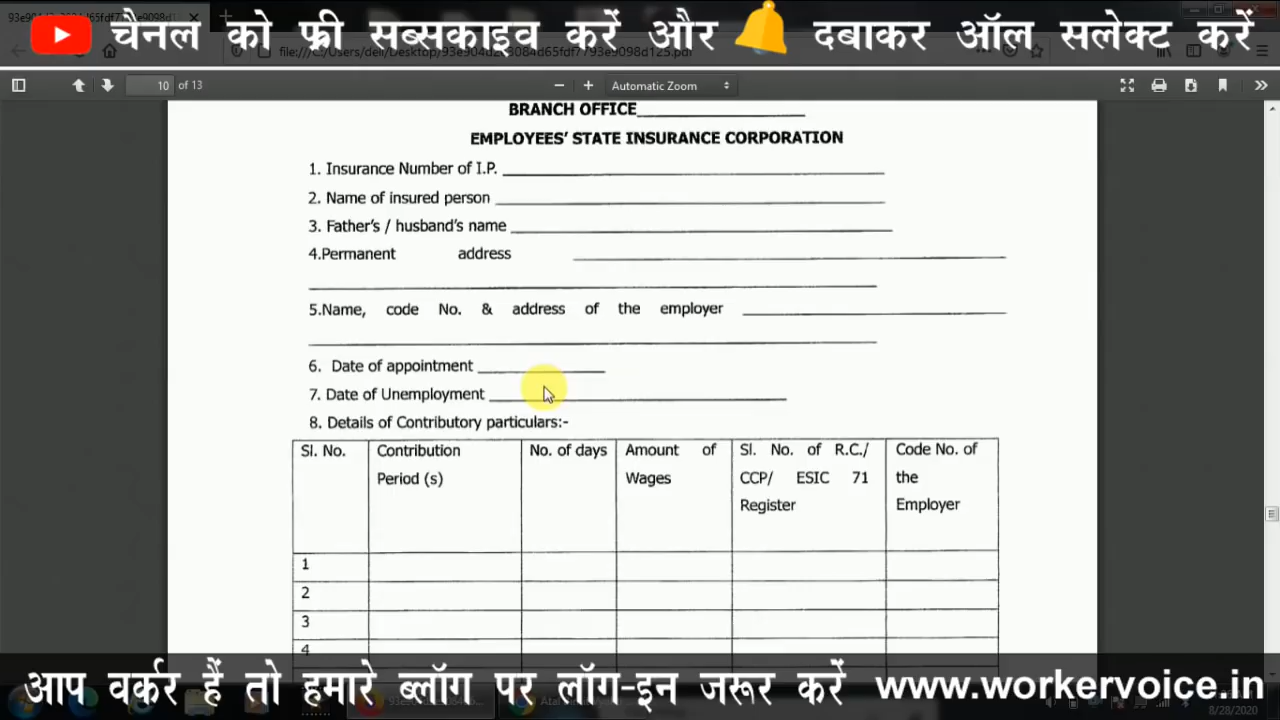 चैनल को फ्री सब्सकाइव करें और दबाकर ऑल सलेक्ट करें
10 of 13
Automatic Zoom
BRANCH OFFICE
EMPLOYEES' STATE INSURANCE CORPORATION
1. Insurance Number of I.P.
2. Name of insured person
3. Father's / husband's name
4.Permanent address
5.Name, code No. & address of the employer
6. Date of appointment
7. Date of Unemployment
8. Details of Contributory particulars:-
Sl. No.
Contribution Period (s)
No. of days
Amount of Wages
Sl. No. of R.C./ CCP/ ESIC 71 Register
Code No. of the Employer
1
2
3
4
आप वर्कर हैं तो हमारे ब्लॉग पर लॉग-इन जरूर करें www.workervoice.in
8/28/2020